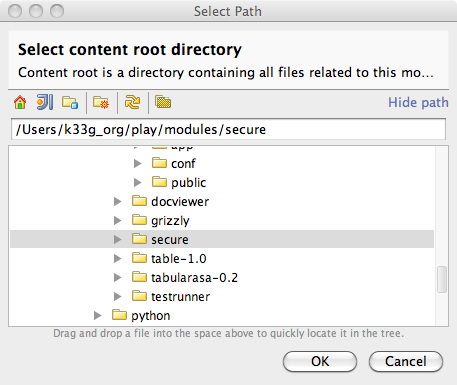 Select Path
Select content root directory
Content root is a directory containing all files related to this mo...
Hide path
/Users/k33g_org/play/modules/secure
app
conf
public
docviewer
grizzly
secure
table-1.0
tabularasa-0.2
testrunner
python
Drag and drop a file into the space above to quickly locate it in the tree.
OK
Cancel